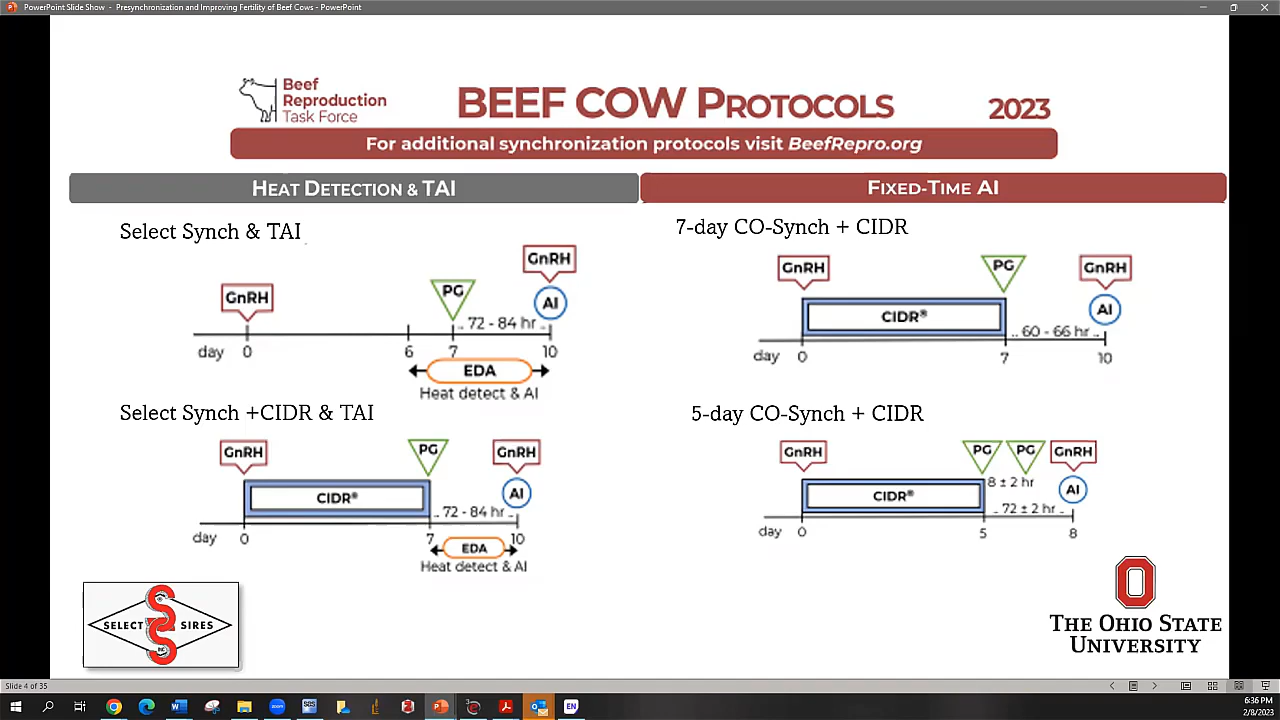 PowerPoint Slide Show - Presynchronization and Improving Fertility of Beef Cows - PowerPoint
Beef
Reproduction
Task Force
BEEF COW PROTOCOLS
2023
For additional synchronization protocols visit BeefRepro.org
HEAT DETECTION & TAI
Select Synch & TAI
GnRH
PG
GnRH
AI
72 - 84 hr
day
0
6
7
10
EDA
Heat detect & AI
Select Synch +CIDR & TAI
GnRH
PG
GnRH
CIDR®
AI
72 - 84 hr
day
0
7
10
EDA
Heat detect & AI
FIXED-TIME AI
7-day CO-Synch + CIDR
GnRH
PG
GnRH
CIDR®
AI
60 - 66 hr
day
0
7
10
5-day CO-Synch + CIDR
GnRH
PG
PG
GnRH
8 ± 2 hr
CIDR®
AI
72 ± 2 hr
day
0
5
8
SELECT SIRES
THE OHIO STATE
UNIVERSITY
Slide 4 of 35
EN
6:36 PM
2/8/2023